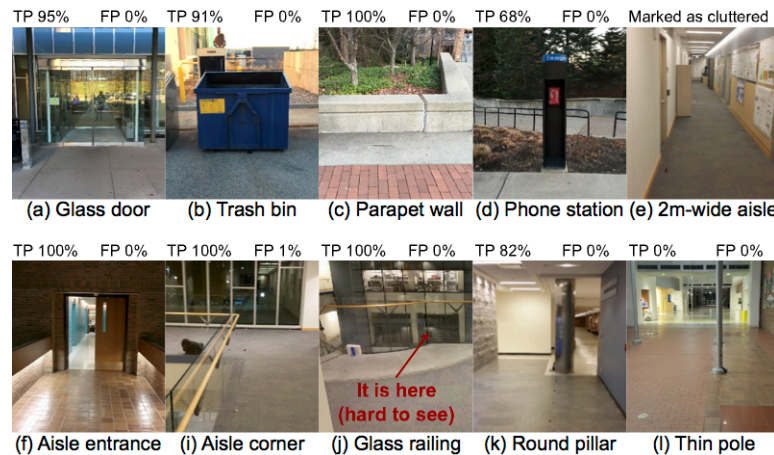 TP 95% FP 0%
TP 91% FP 0%
TP 100% FP 0%
TP 68% FP 0%
Marked as cluttered
(a) Glass door
(b) Trash bin
(c) Parapet wall
(d) Phone station
(e) 2m-wide aisle
TP 100% FP 0%
TP 100% FP 1%
TP 100% FP 0%
TP 82% FP 0%
TP 0% FP 0%
It is here
(hard to see)
(f) Aisle entrance
(i) Aisle corner
(j) Glass railing
(k) Round pillar
(l) Thin pole